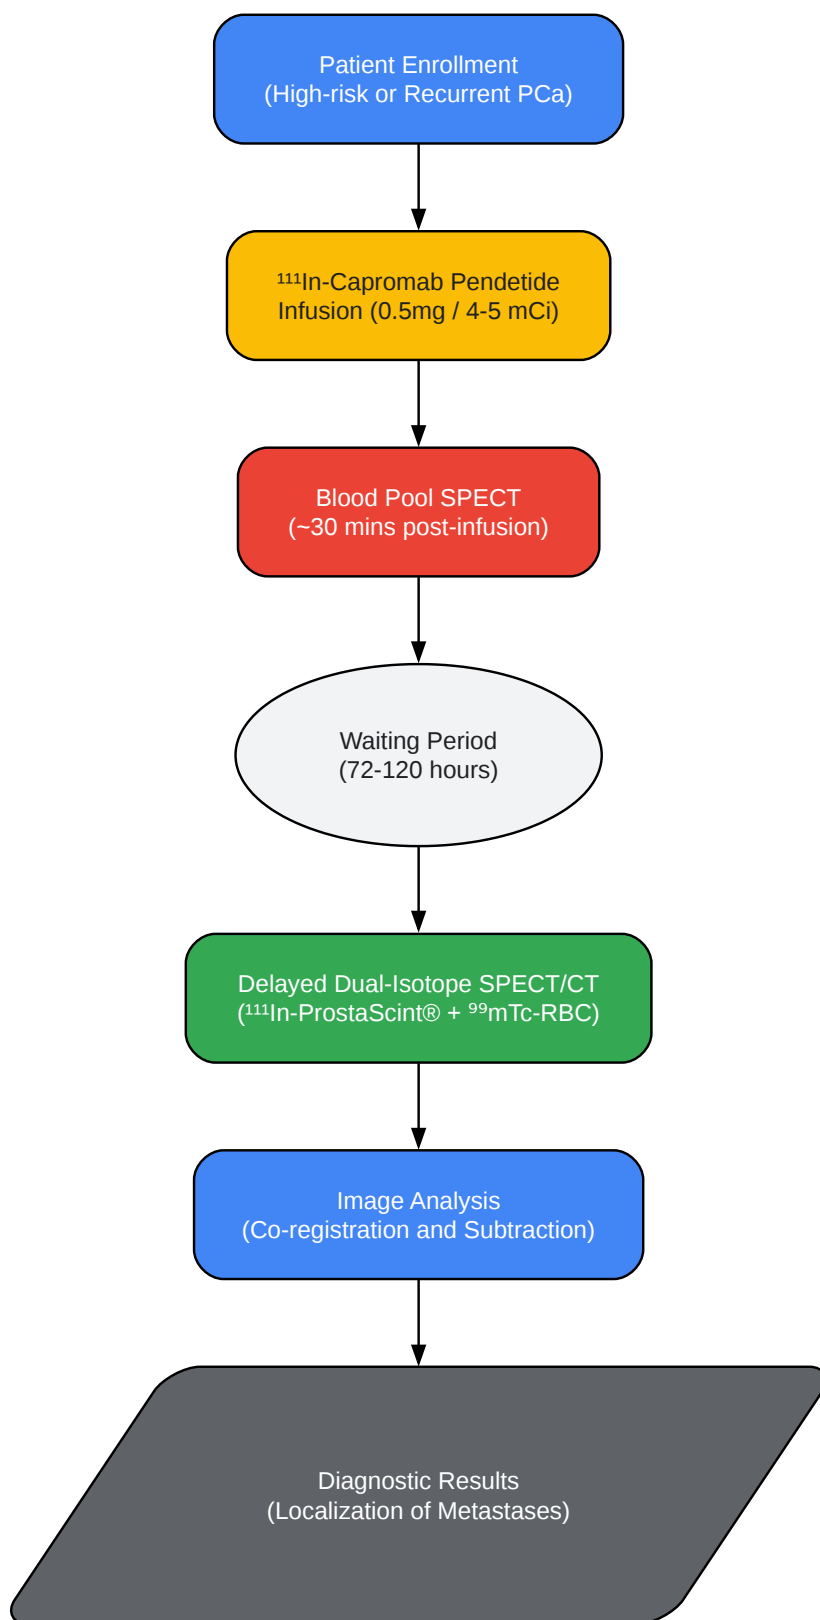 Patient Enrollment
(High-risk or Recurrent PCa)
¹¹¹In-Capromab Pendetide
Infusion (0.5mg / 4-5 mCi)
Blood Pool SPECT
(~30 mins post-infusion)
Waiting Period
(72-120 hours)
Delayed Dual-Isotope SPECT/CT
(¹¹¹In-ProstaScint® + ⁹⁹mTc-RBC)
Image Analysis
(Co-registration and Subtraction)
Diagnostic Results
(Localization of Metastases)